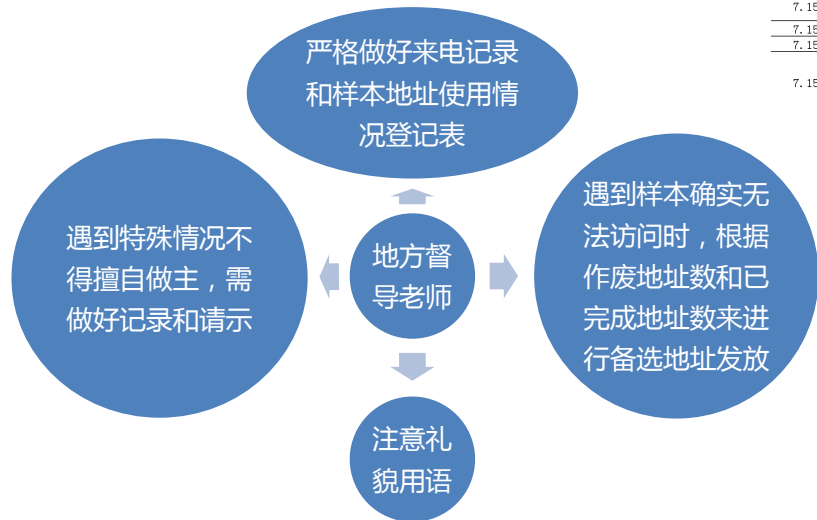 7.15
7.15
7.15
7.15
严格做好来电记录
和样本地址使用情
况登记表
遇到特殊情况不
得擅自做主，需
做好记录和请示
地方督
导老师
遇到样本确实无
法访问时，根据
作废地址数和已
完成地址数来进
行备选地址发放
注意礼
貌用语